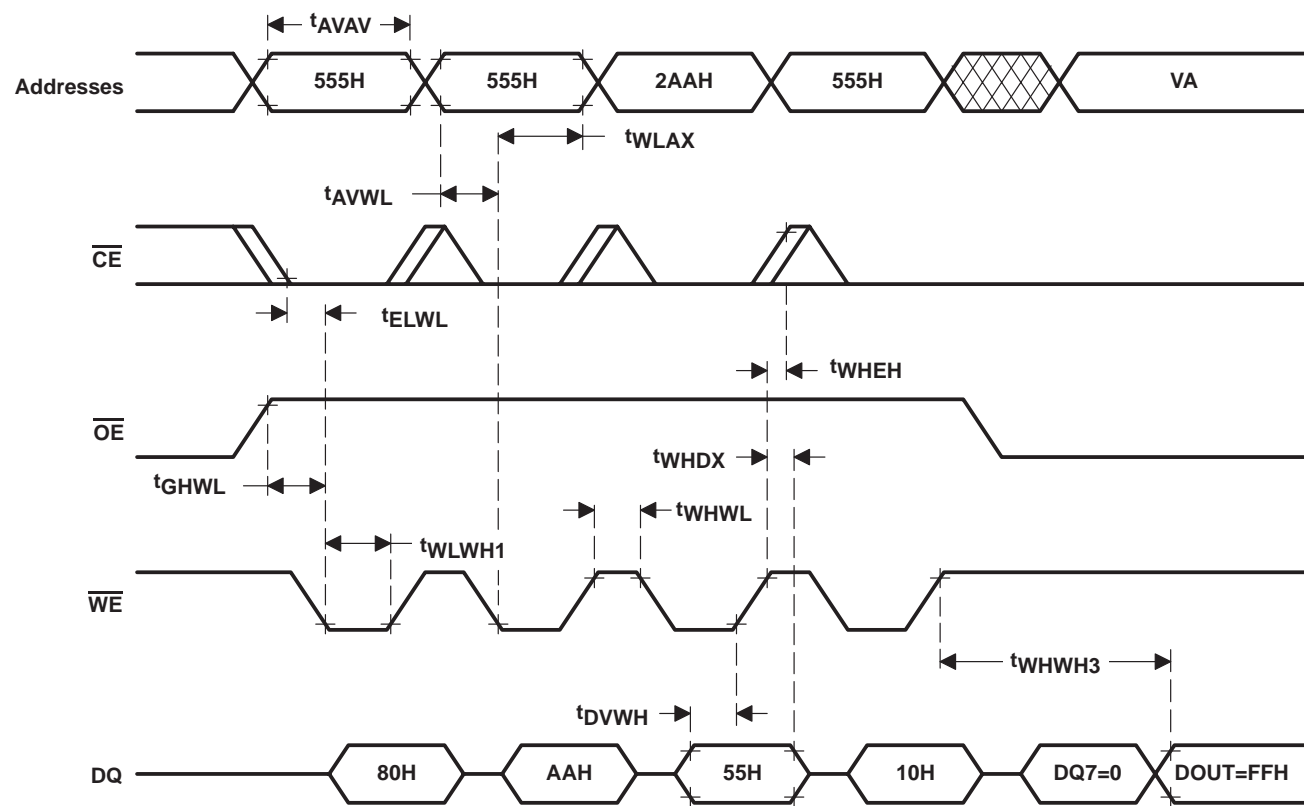 tAVAV
Addresses
555H
555H
2AAH
555H
VA
tWLAX
tAVWL
CE
tELWL
tWHEH
OE
tWHDX
tGHWL
tWHWL
tWLWH1
WE
tWHWH3
tDVWH
DQ
80H
AAH
55H
10H
DQ7=0
DOUT=FFH